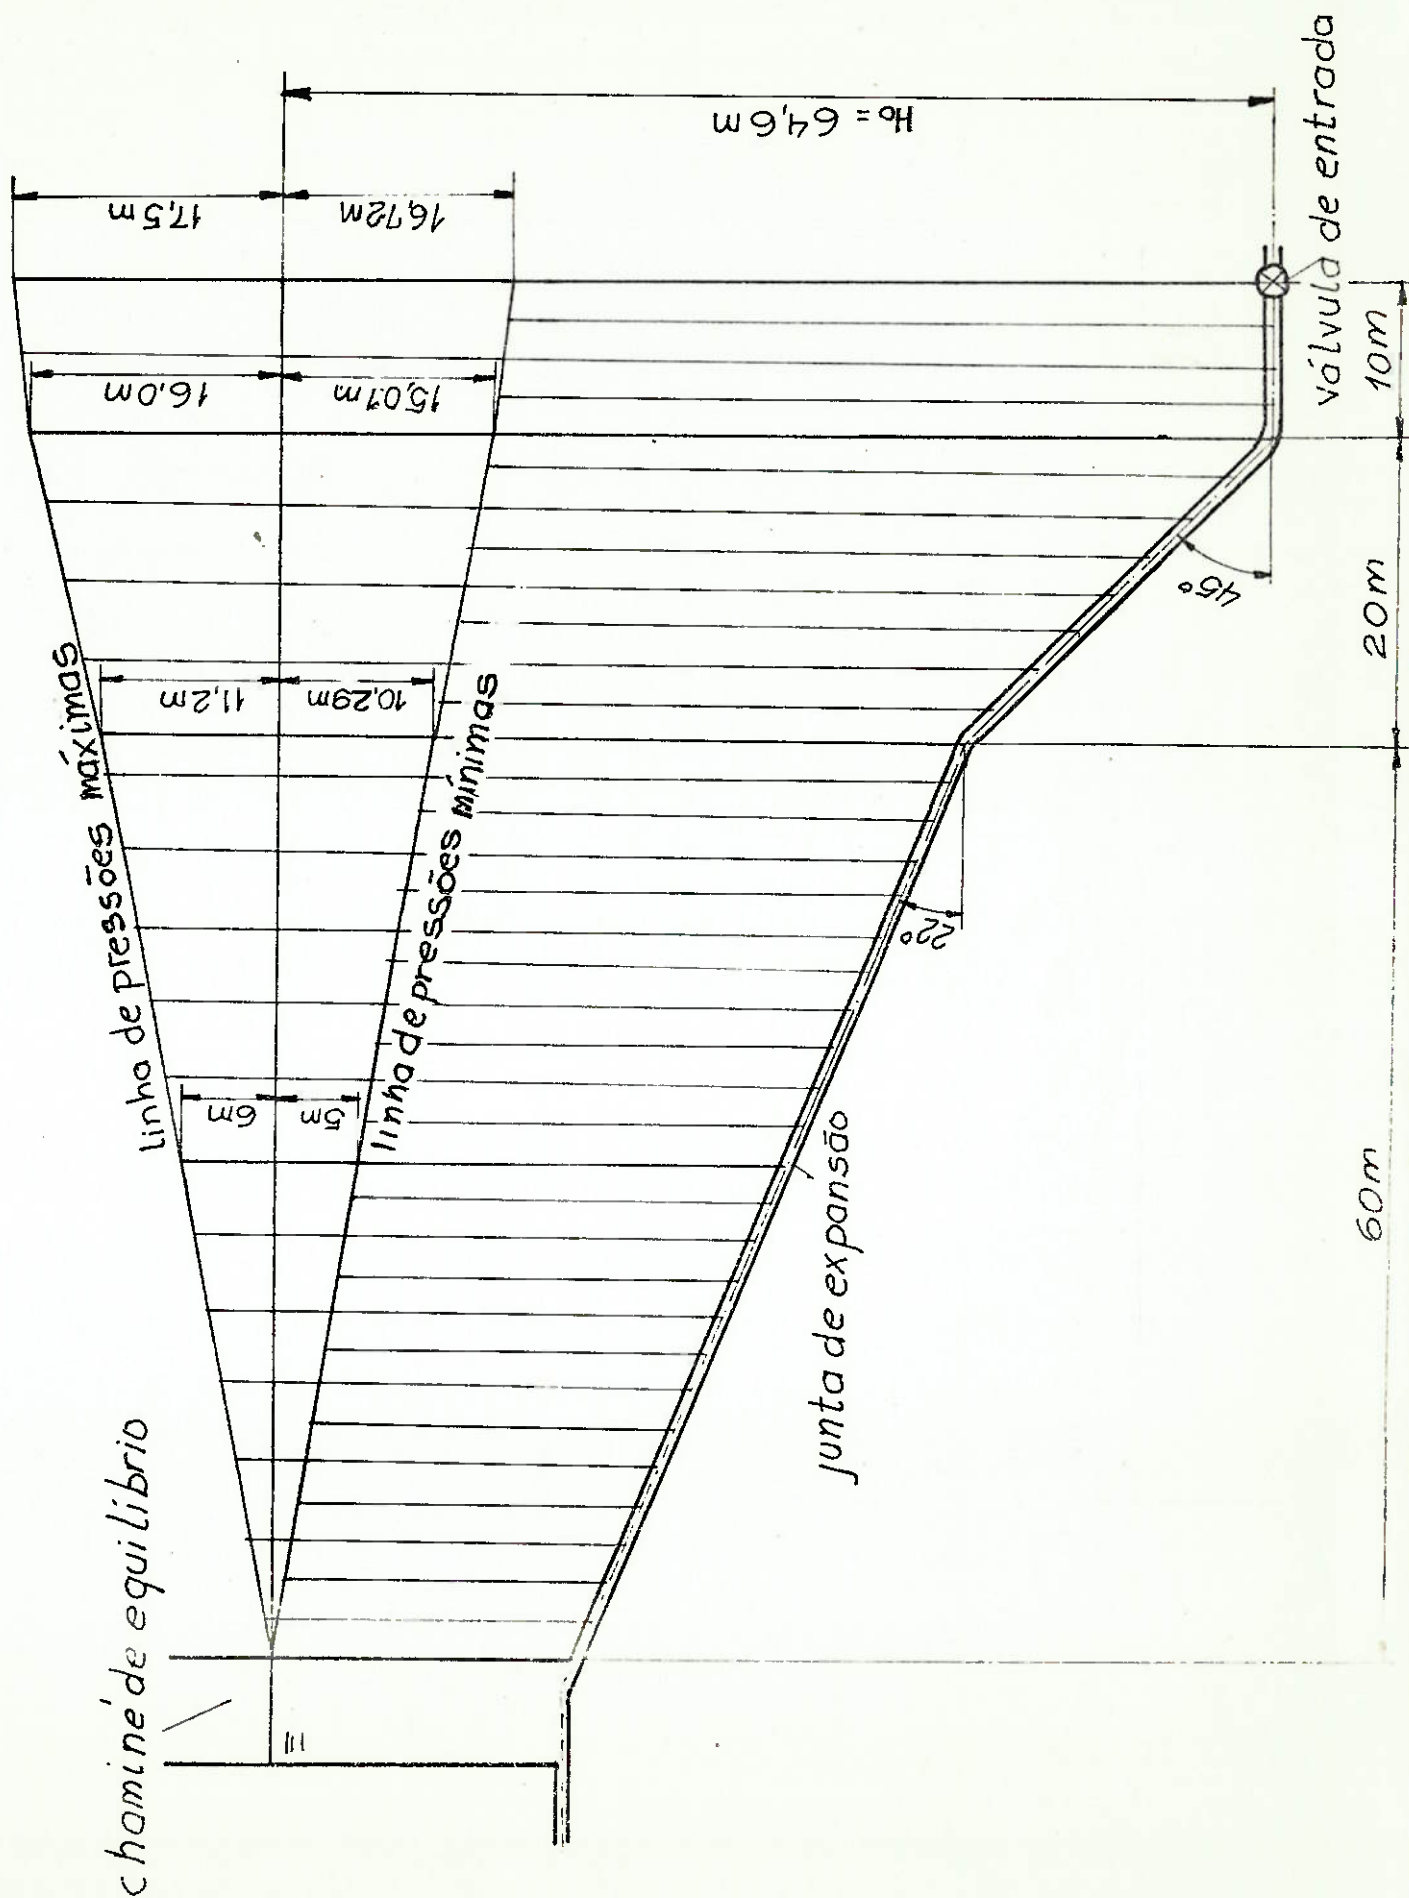 chaminé de equilíbrio
linha de pressões máximas
linha de pressões mínimas
6m
5m
11,2m
10,29m
16,0m
15,01m
17,5m
16,72m
Ho = 64,6m
22°
45°
junta de expansão
válvula de entrada
60m
20m
10m